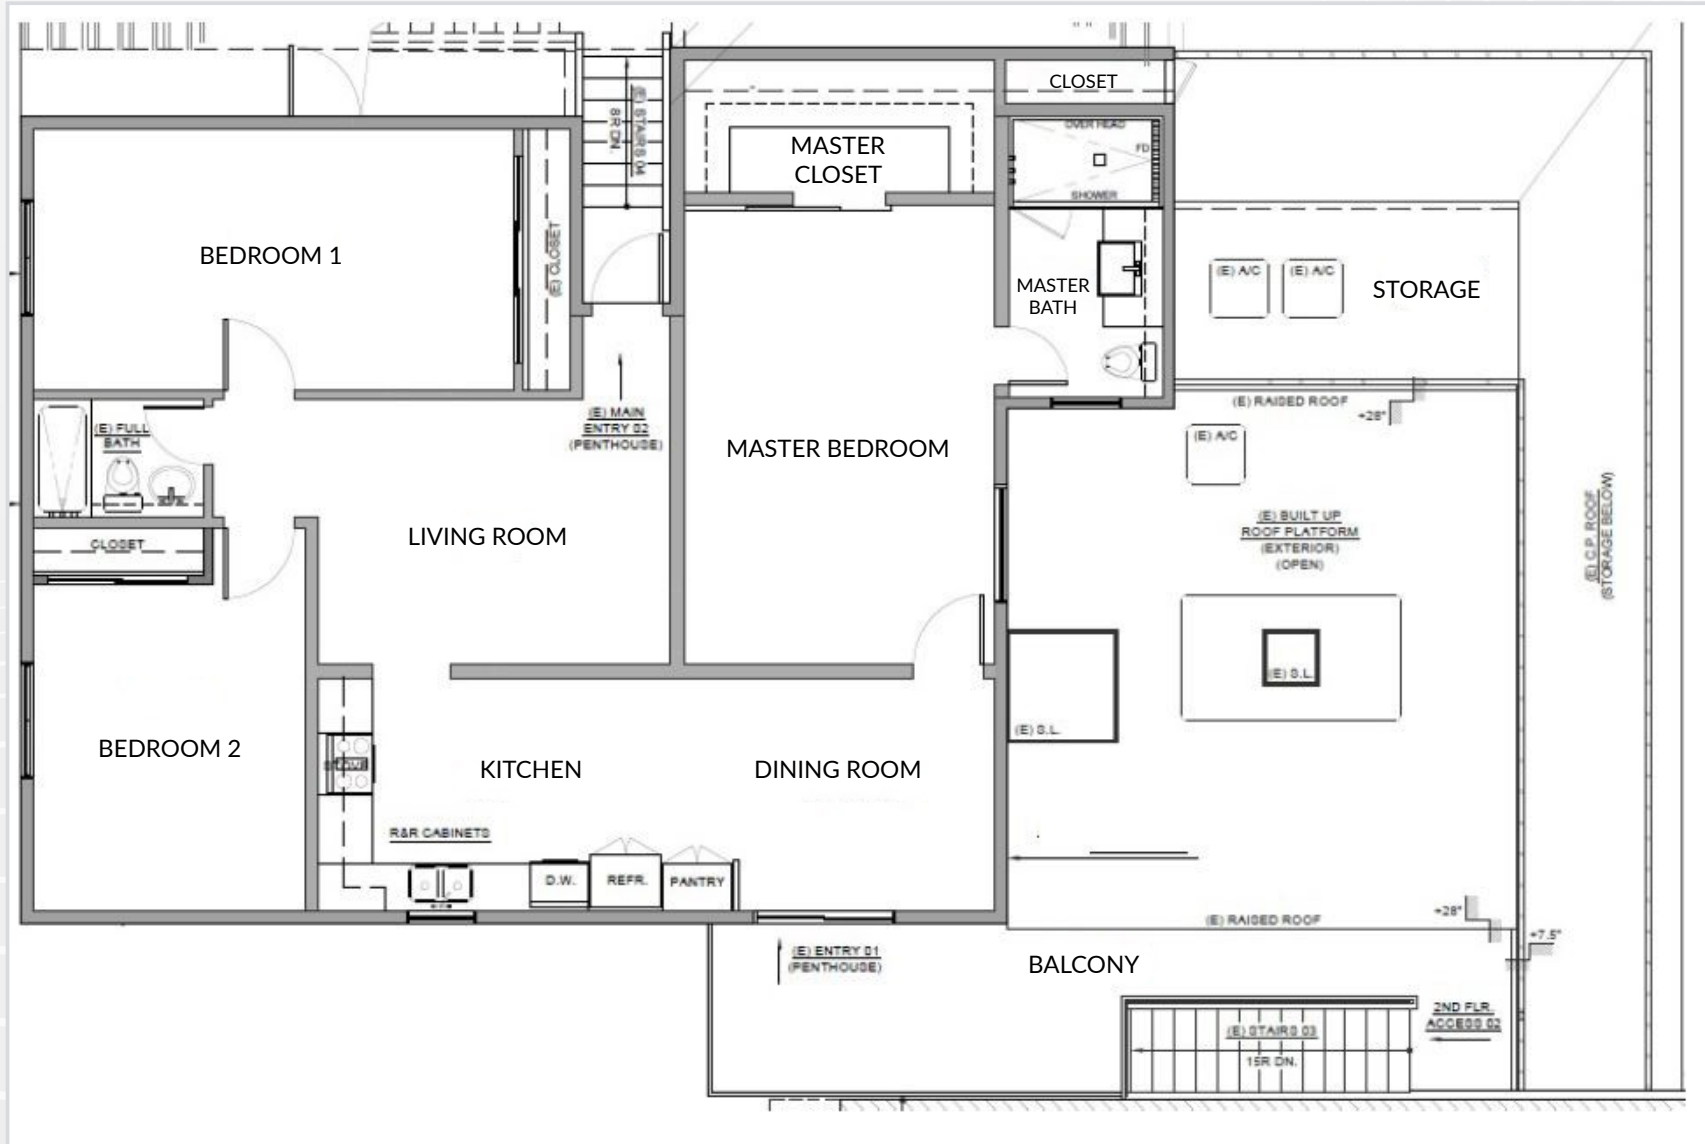 CLOSET
(E) STAIRS 04
8R DN.
MASTER
CLOSET
OVER HEAD
FD
SHOWER
BEDROOM 1
(E) CLOSET
MASTER
BATH
(E) A/C
(E) A/C
STORAGE
(E) FULL
BATH
(E) MAIN
ENTRY 02
(PENTHOUSE)
MASTER BEDROOM
(E) RAISED ROOF
+28"
(E) A/C
(E) BUILT UP
ROOF PLATFORM
(EXTERIOR)
(OPEN)
(E) C.P. ROOF
(STORAGE BELOW)
LIVING ROOM
CLOSET
(E) S.L.
(E) S.L.
BEDROOM 2
KITCHEN
DINING ROOM
R&R CABINETS
D.W.
REFR.
PANTRY
(E) RAISED ROOF
+28"
+7.5"
(E) ENTRY 01
(PENTHOUSE)
BALCONY
(E) STAIRS 03
15R DN.
2ND FLR.
ACCESS 02